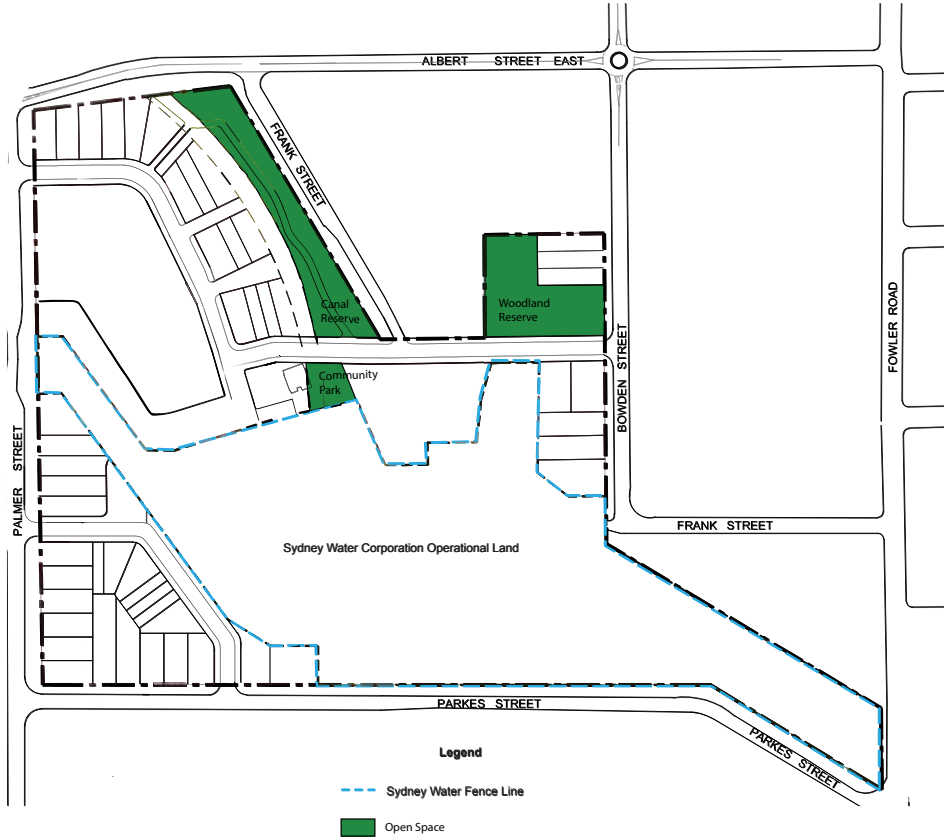 ALBERT STREET EAST
FRANK STREET
Canal
Reserve
Woodland
Reserve
FOWLER ROAD
BOWDEN STREET
Community
Park
PALMER STREET
FRANK STREET
Sydney Water Corporation Operational Land
PARKES STREET
PARKES STREET
Legend
Sydney Water Fence Line
Open Space